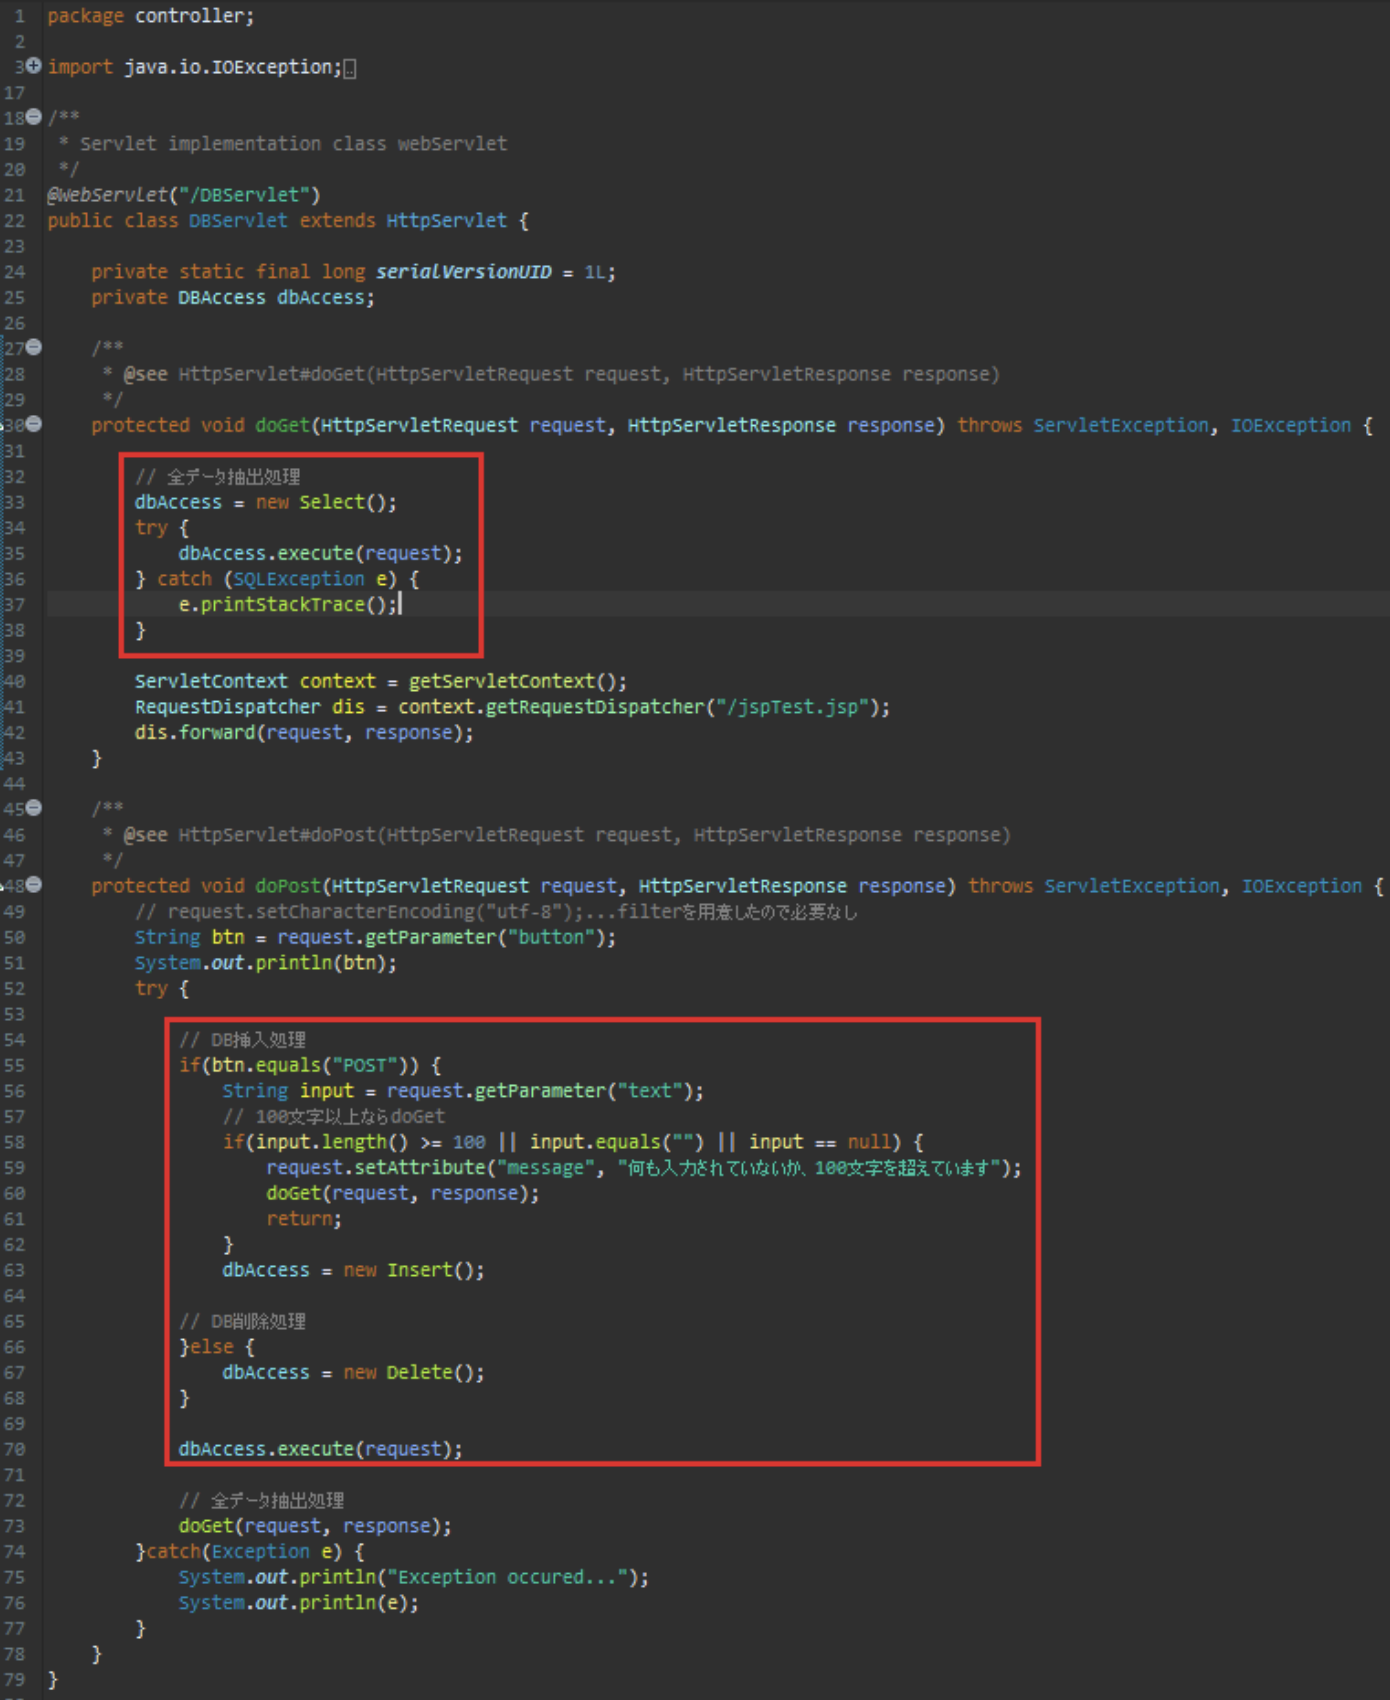 1 package controller;
2
3 import java.io.IOException;
17
18 /**
19 * Servlet implementation class webServlet
20 */
21 @WebServlet("/DBServlet")
22 public class DBServlet extends HttpServlet {
23
24 private static final long serialVersionUID = 1L;
25 private DBAccess dbAccess;
26
27 /**
28 * @see HttpServlet#doGet(HttpServletRequest request, HttpServletResponse response)
29 */
30 protected void doGet(HttpServletRequest request, HttpServletResponse response) throws ServletException, IOException {
31
32 // 全データ抽出処理
33 dbAccess = new Select();
34 try {
35 dbAccess.execute(request);
36 } catch (SQLException e) {
37 e.printStackTrace();
38 }
39
40 ServletContext context = getServletContext();
41 RequestDispatcher dis = context.getRequestDispatcher("/jspTest.jsp");
42 dis.forward(request, response);
43 }
44
45 /**
46 * @see HttpServlet#doPost(HttpServletRequest request, HttpServletResponse response)
47 */
48 protected void doPost(HttpServletRequest request, HttpServletResponse response) throws ServletException, IOException {
49 // request.setCharacterEncoding("utf-8");...filterを用意したので必要なし
50 String btn = request.getParameter("button");
51 System.out.println(btn);
52 try {
53
54 // DB挿入処理
55 if(btn.equals("POST")) {
56 String input = request.getParameter("text");
57 // 100文字以上ならdoGet
58 if(input.length() >= 100 || input.equals("") || input == null) {
59 request.setAttribute("message", "何も入力されていないか、100文字を超えています");
60 doGet(request, response);
61 return;
62 }
63 dbAccess = new Insert();
64
65 // DB削除処理
66 }else {
67 dbAccess = new Delete();
68 }
69
70 dbAccess.execute(request);
71
72 // 全データ抽出処理
73 doGet(request, response);
74 }catch(Exception e) {
75 System.out.println("Exception occured...");
76 System.out.println(e);
77 }
78 }
79 }